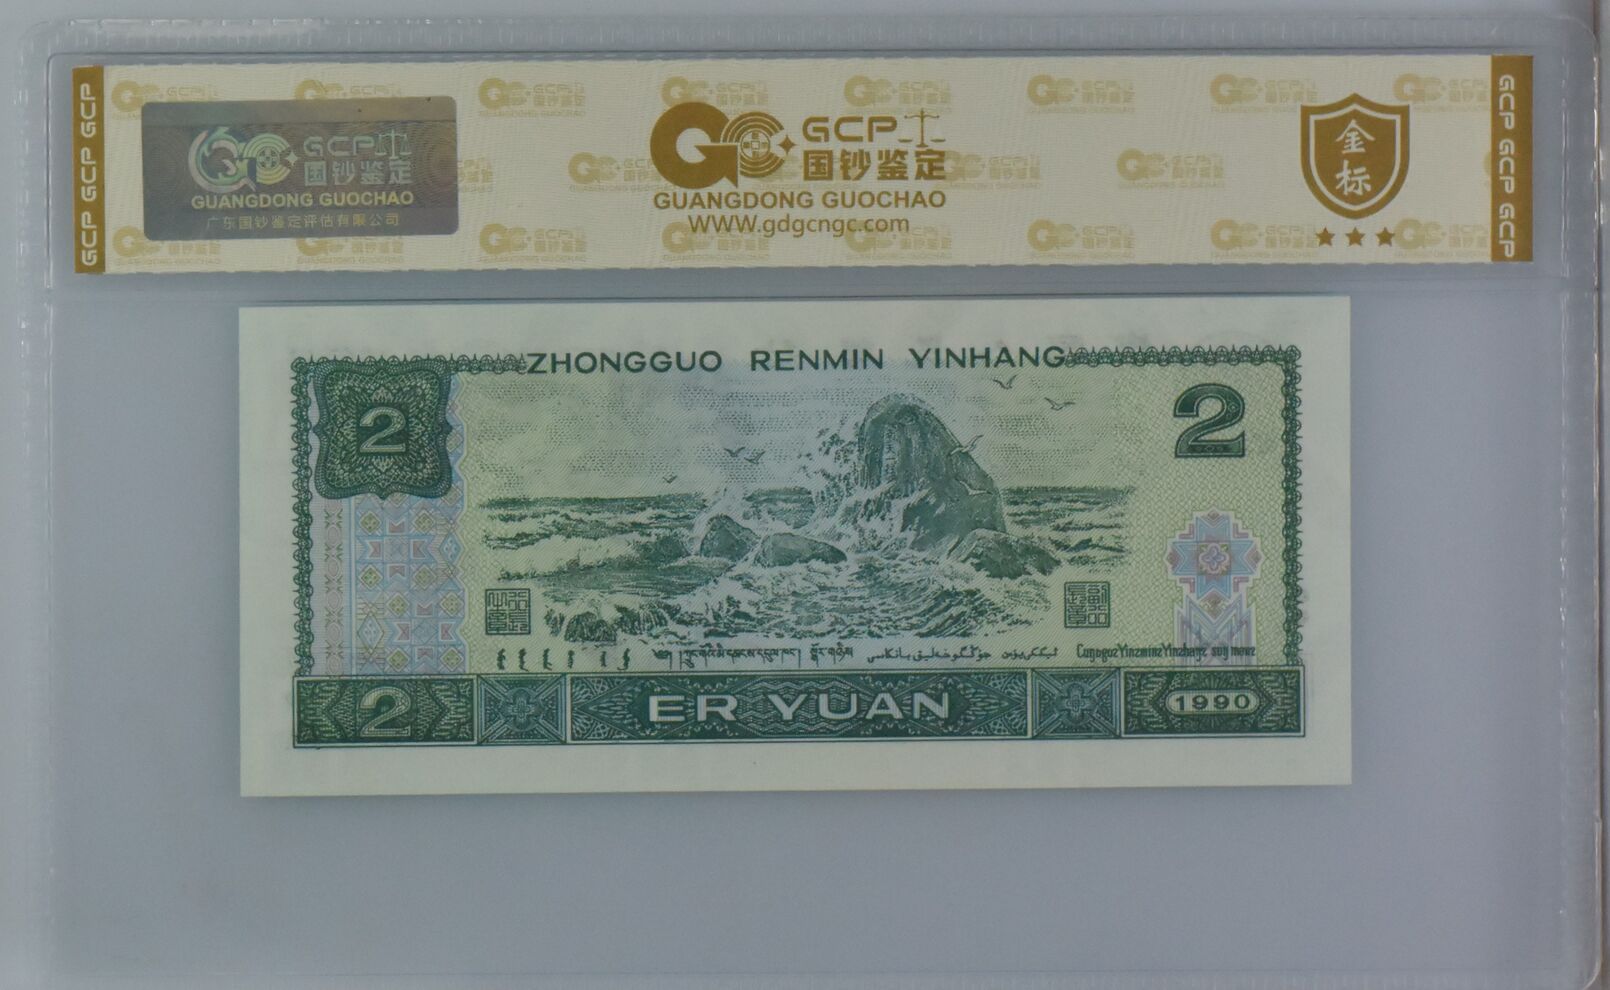 GCP GCP GCP
GCP
国钞鉴定
GUANGDONG GUOCHAO
广东国钞鉴定评估有限公司
GCP
国钞鉴定
GUANGDONG GUOCHAO
WWW.gdgcngc.com
金
标
GCP GCP GCP
ZHONGGUO RENMIN YINHANG
2
2
2
ER YUAN
1990